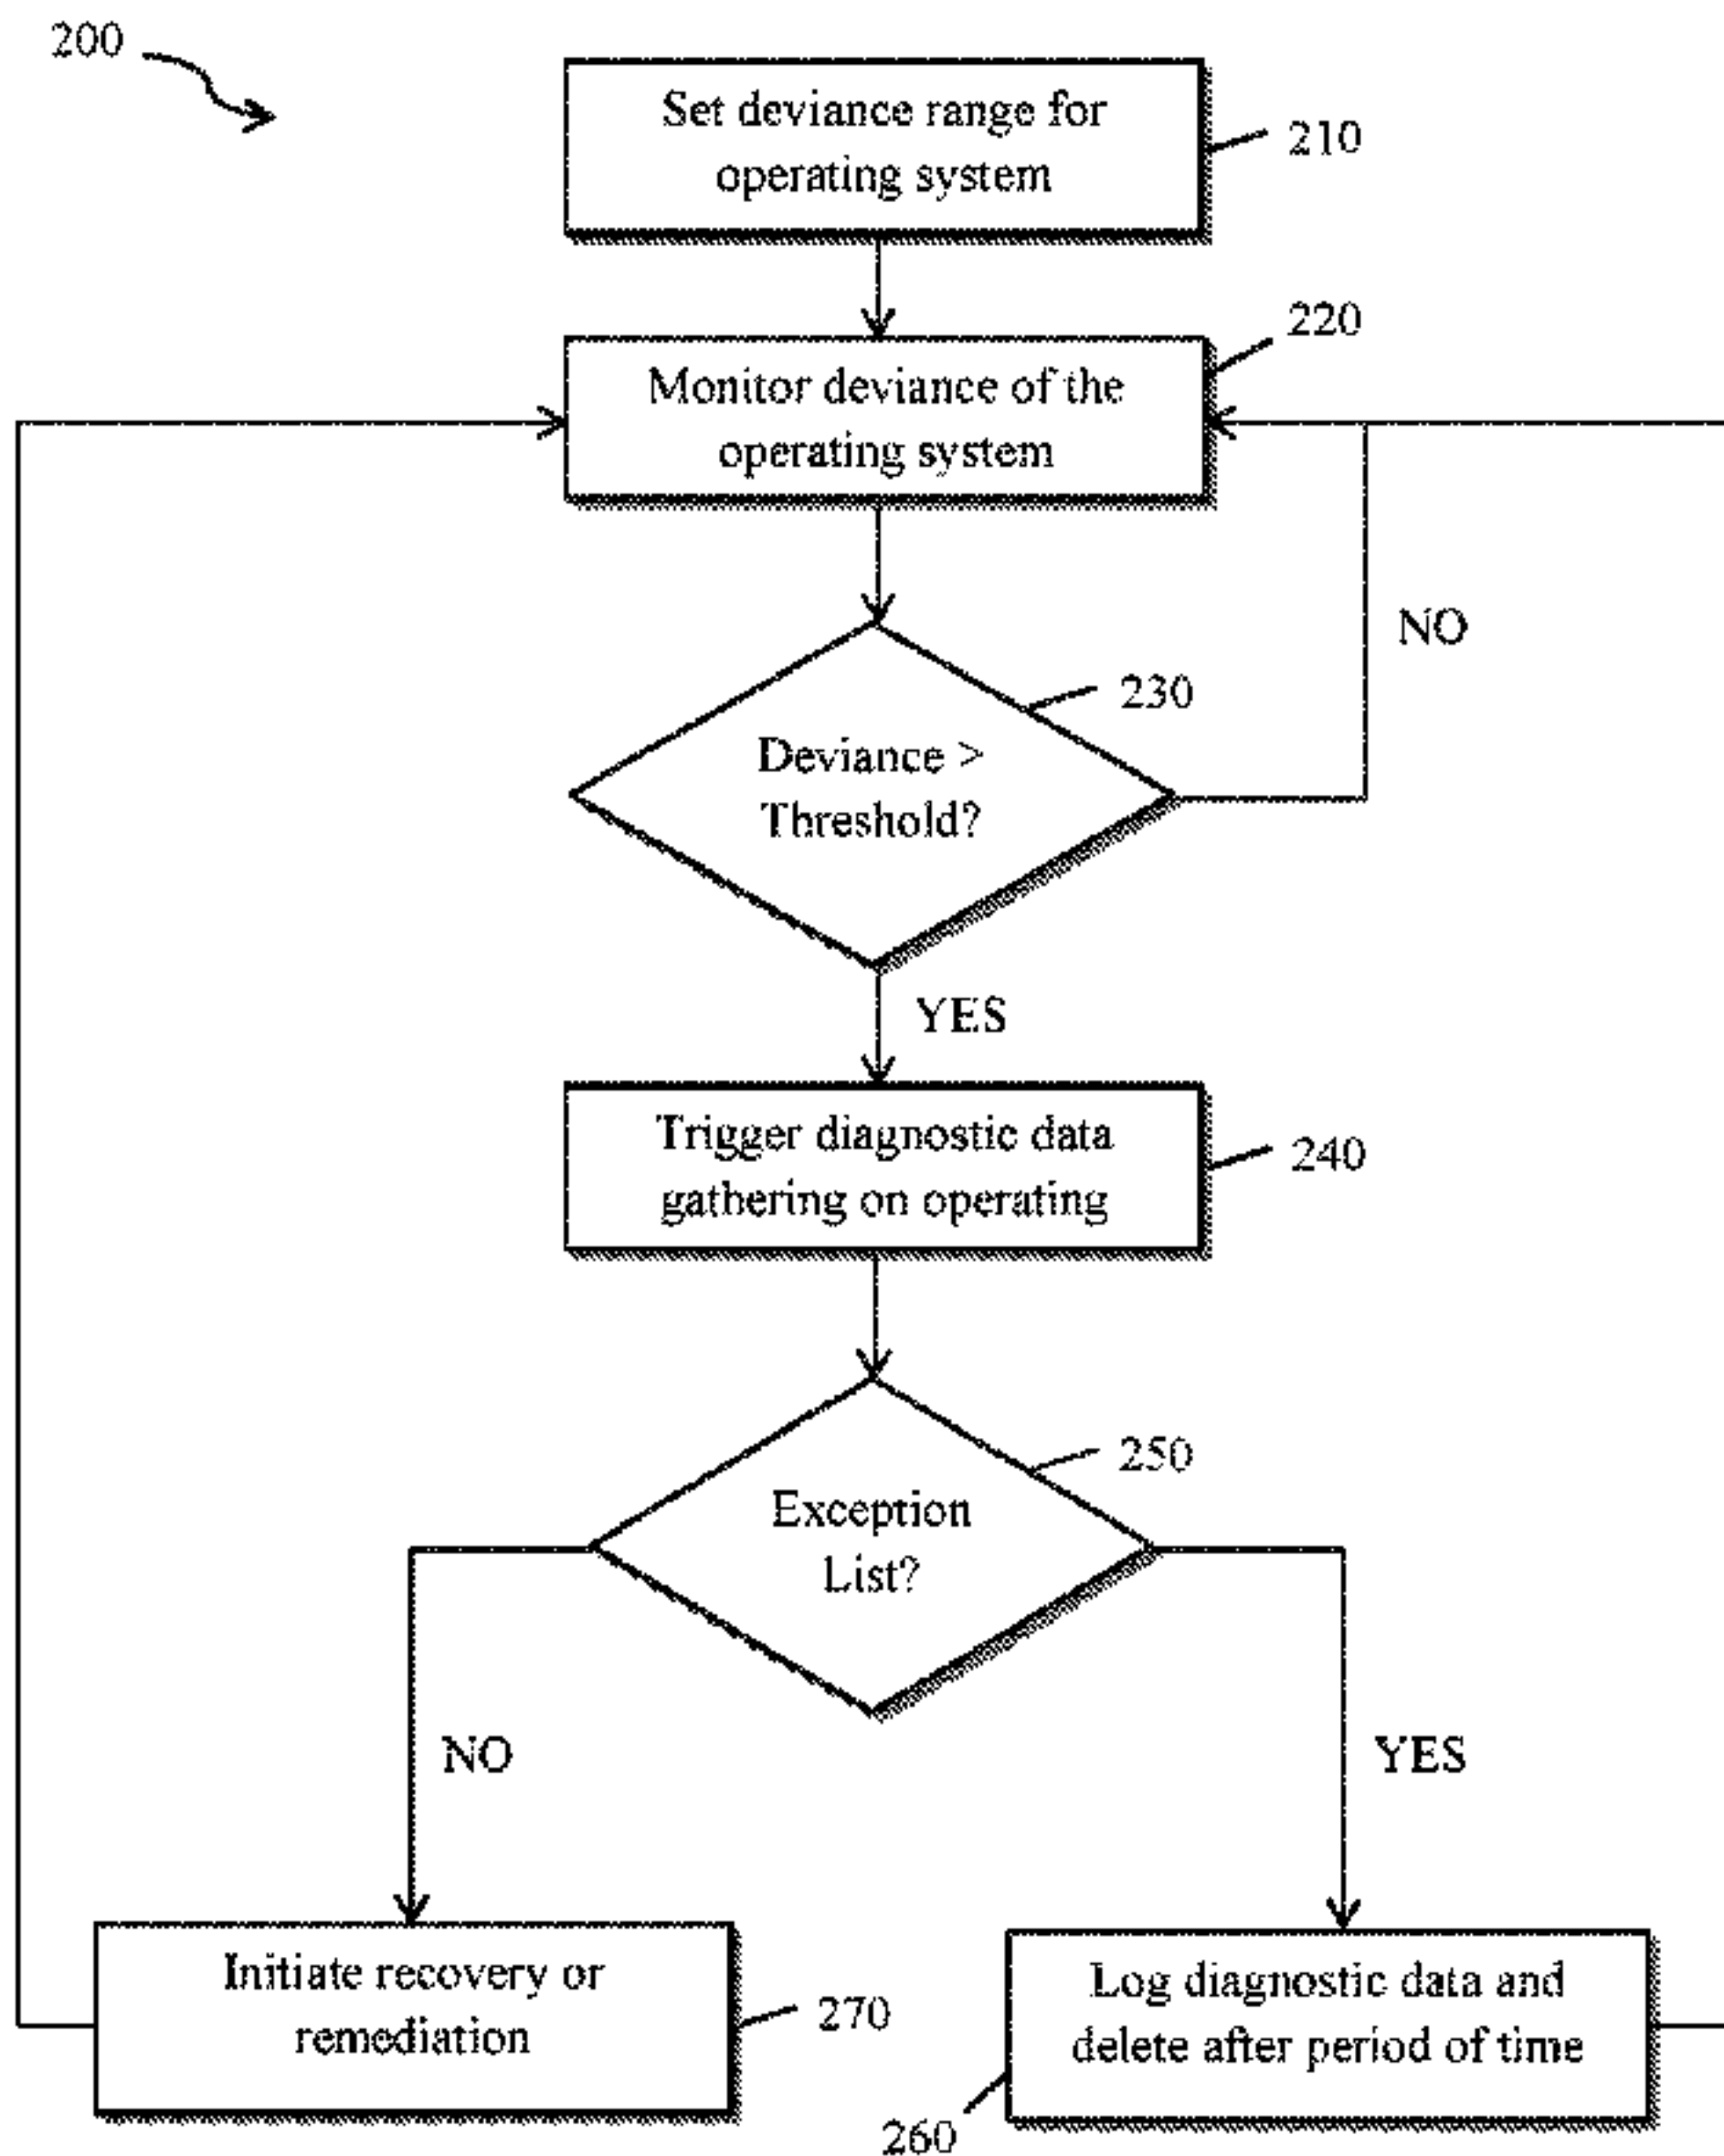 200
Set deviance range for
operating system
210
220
Monitor deviance of the
operating system
NO
230
Deviance >
Threshold?
YES
Trigger diagnostic data
gathering on operating
240
250
Exception
List?
NO
YES
Initiate recovery or
remediation
270
Log diagnostic data and
delete after period of time
260